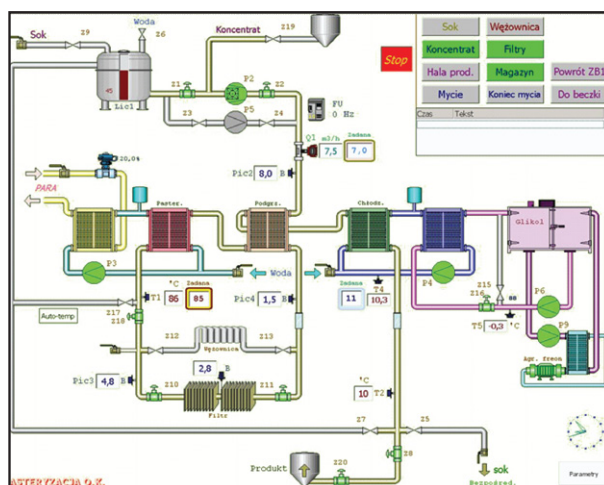 Sok
Z9
Woda
Z6
Koncentrat
Z19
45
Lic1
Z1
P2
Z2
Z3
P5
Z4
Stop
Sok
Wężownica
Koncentrat
Filtry
Hala prod.
Magazyn
Powrót ZB1
Mycie
Koniec mycia
Do beczki
Czas Tekst
FU
0 Hz
Q1 m3/h Zadana
7,5 7,0
Pic2 8,0 B
20,0%
PARA
Paster.
Podgrz.
Chłodz.
Glikol
P3
Woda
P4
°C Zadana
T1 86 85
Pic4 1,5 B
Zadana
11
T4
10,3
Z15
Z16
P6
T5 -0,3 °C
P9
Agr. freon
Z17
Z18
Auto-temp
Z12
Wężownica
Z13
2,8 B
Pic3 4,8 B
Z10
Z11
Filtr
°C
10 T2
Z7
Z5
Z8
Produkt
Z20
sok
Bezpośred.
Parametry
ASTERYZACJA O.K.